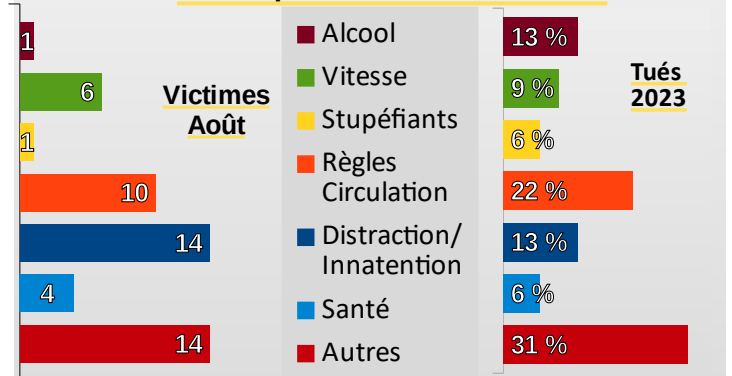 1
6
1
10
14
4
14
Victimes
Août
Alcool
Vitesse
Stupéfiants
Règles
Circulation
Distraction/
Innatention
Santé
Autres
13 %
9 %
6 %
22 %
13 %
6 %
31 %
Tués
2023